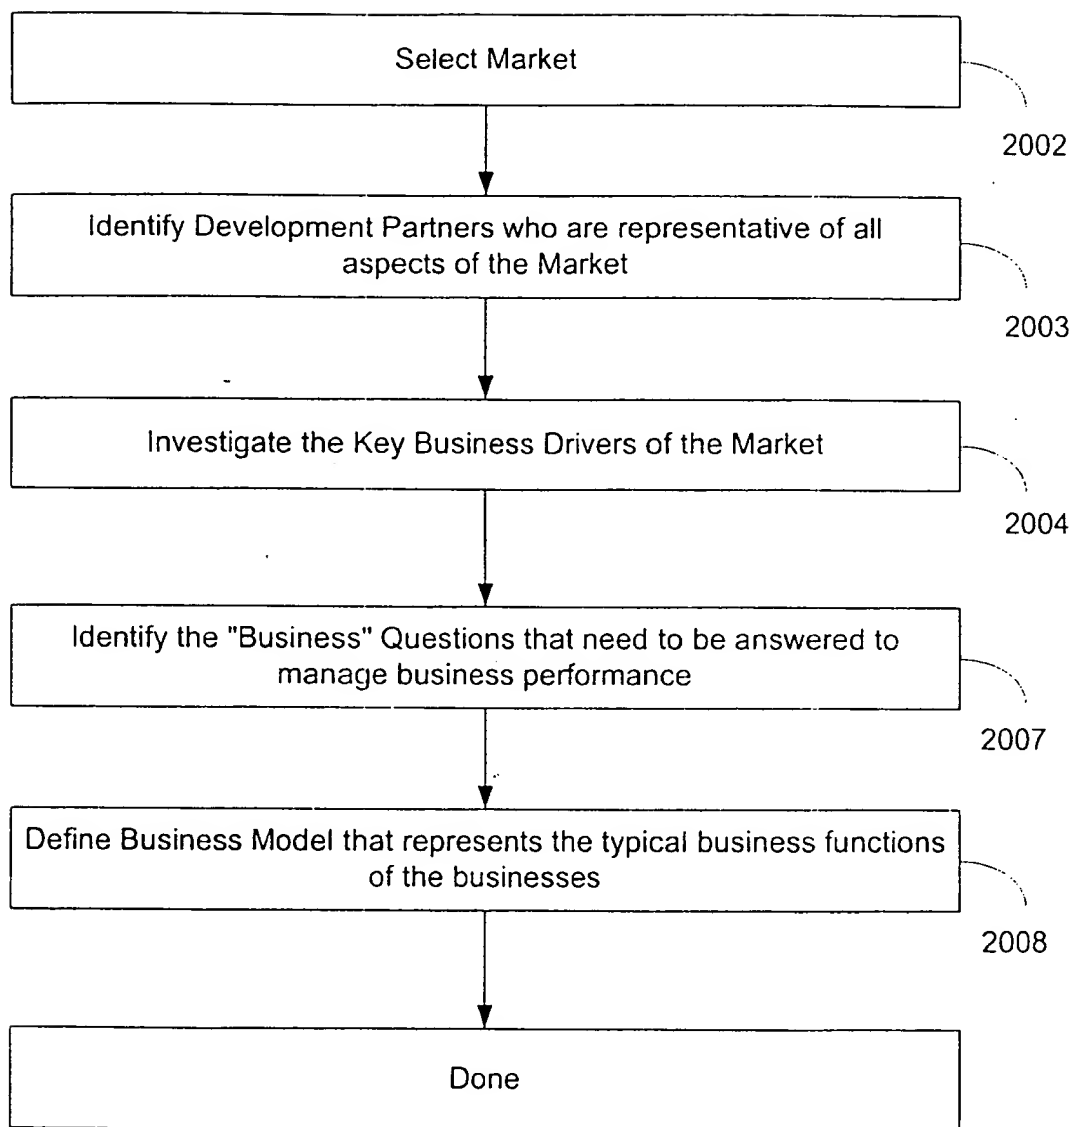 Select Market
2002
Identify Development Partners who are representative of all
aspects of the Market
2003
Investigate the Key Business Drivers of the Market
2004
Identify the "Business" Questions that need to be answered to
manage business performance
2007
Define Business Model that represents the typical business functions
of the businesses
2008
Done